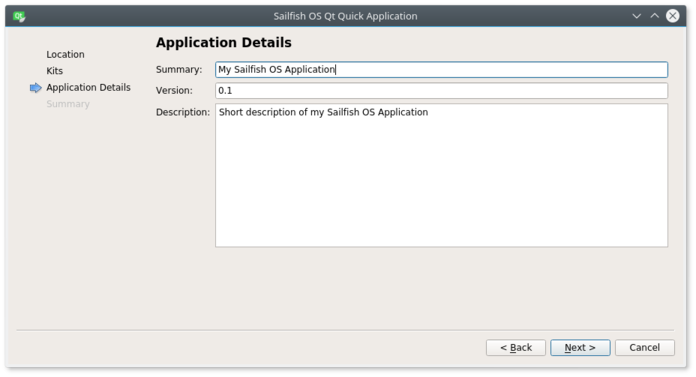 Sailfish OS Qt Quick Application
Location
Kits
Application Details
Summary
Application Details
Summary: My Sailfish OS Application
Version: 0.1
Description: Short description of my Sailfish OS Application
< Back Next > Cancel